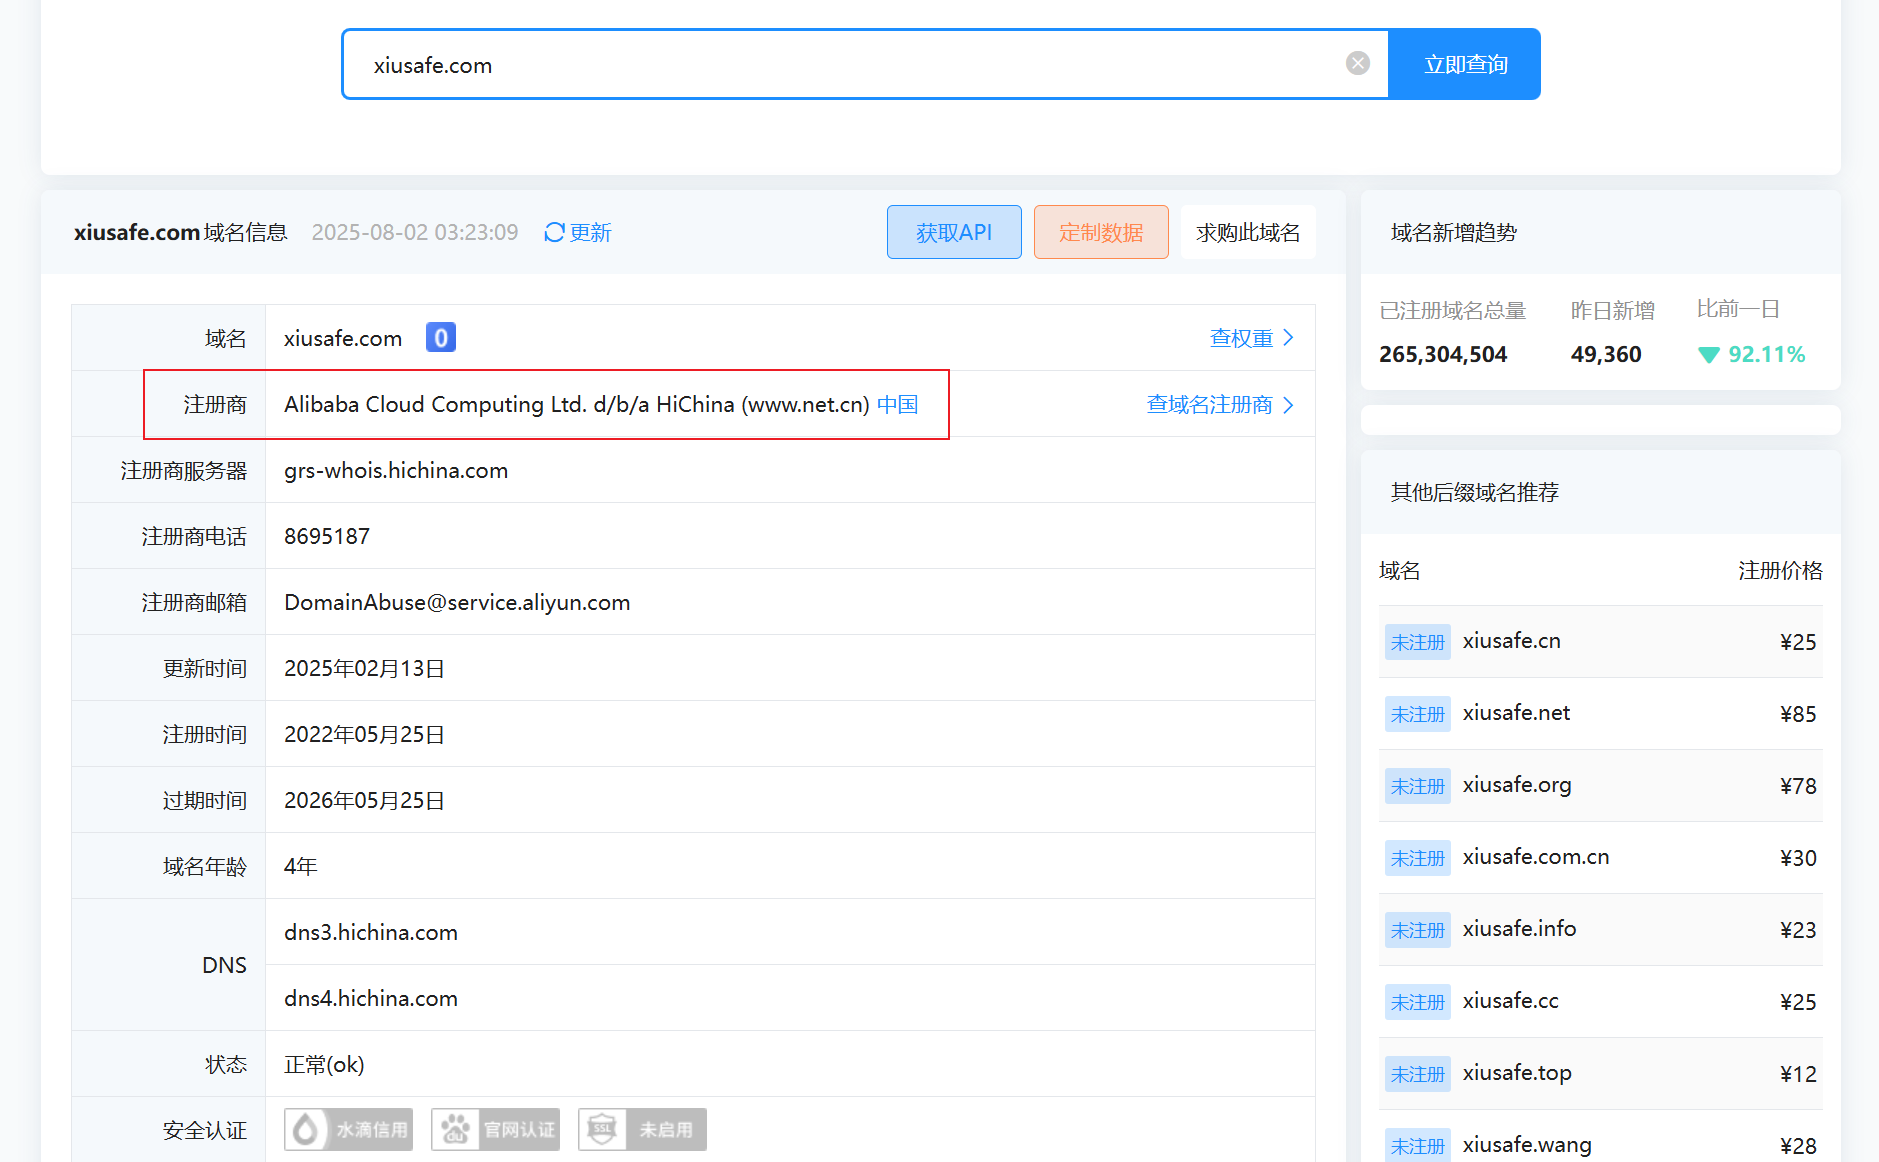 xiusafe.com
立即查询
xiusafe.com域名信息 2025-08-02 03:23:09 更新 获取API 定制数据 求购此域名
域名 xiusafe.com 0 查权重
注册商 Alibaba Cloud Computing Ltd. d/b/a HiChina (www.net.cn) 中国 查域名注册商
注册商服务器 grs-whois.hichina.com
注册商电话 8695187
注册商邮箱 DomainAbuse@service.aliyun.com
更新时间 2025年02月13日
注册时间 2022年05月25日
过期时间 2026年05月25日
域名年龄 4年
DNS
dns3.hichina.com
dns4.hichina.com
状态 正常(ok)
安全认证 水滴信用 du 官网认证 SSL 未启用
域名新增趋势
已注册域名总量 昨日新增 比前一日
265,304,504 49,360 92.11%
其他后缀域名推荐
域名 注册价格
未注册 xiusafe.cn ¥25
未注册 xiusafe.net ¥85
未注册 xiusafe.org ¥78
未注册 xiusafe.com.cn ¥30
未注册 xiusafe.info ¥23
未注册 xiusafe.cc ¥25
未注册 xiusafe.top ¥12
未注册 xiusafe.wang ¥28